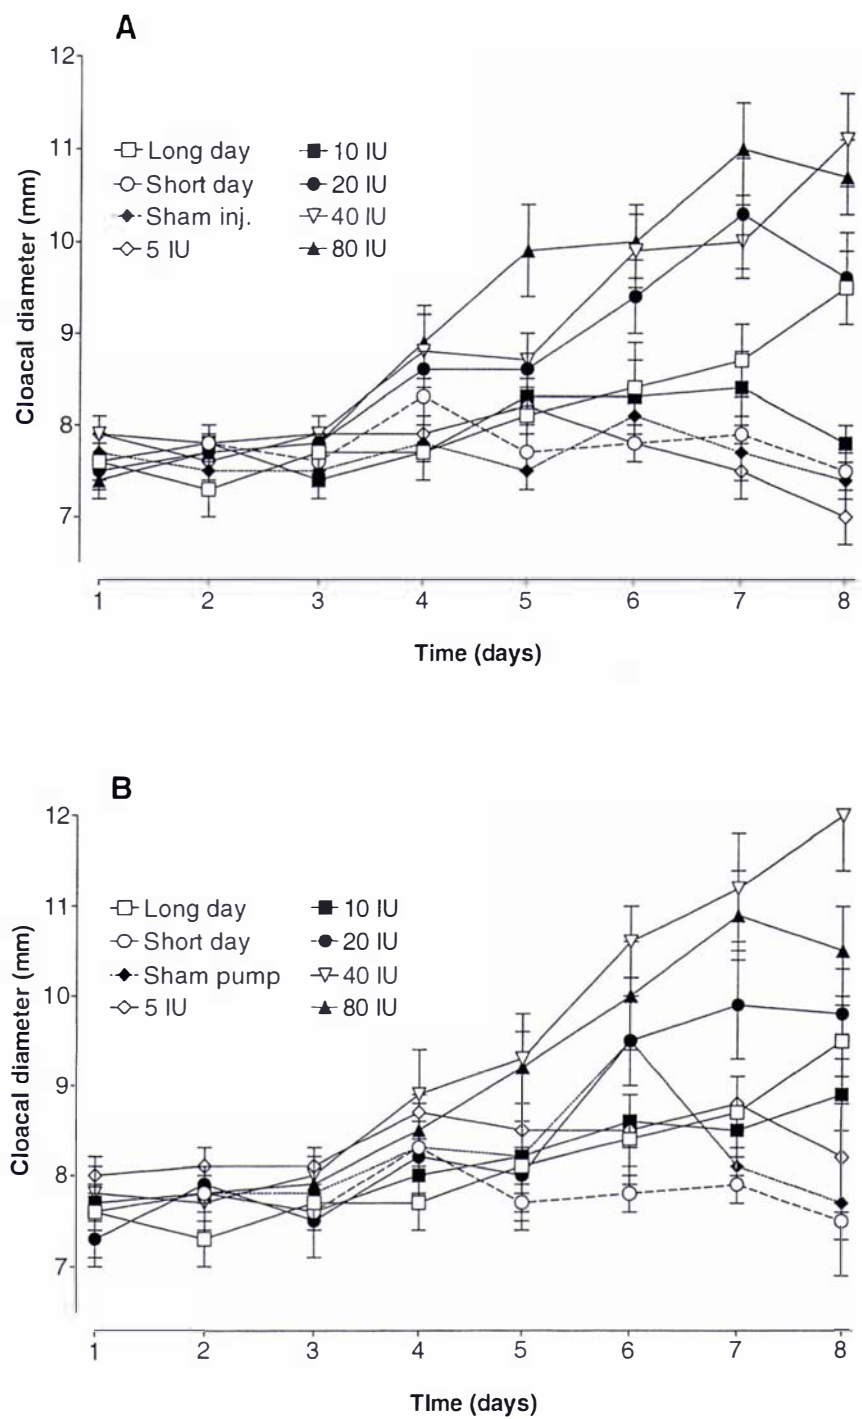 A
12
11
10
9
8
7
Cloacal diameter (mm)
Long day
Short day
Sham inj.
5 IU
10 IU
20 IU
40 IU
80 IU
1 2 3 4 5 6 7 8
Time (days)
B
12
11
10
9
8
7
Cloacal diameter (mm)
Long day
Short day
Sham pump
5 IU
10 IU
20 IU
40 IU
80 IU
1 2 3 4 5 6 7 8
TIme (days)